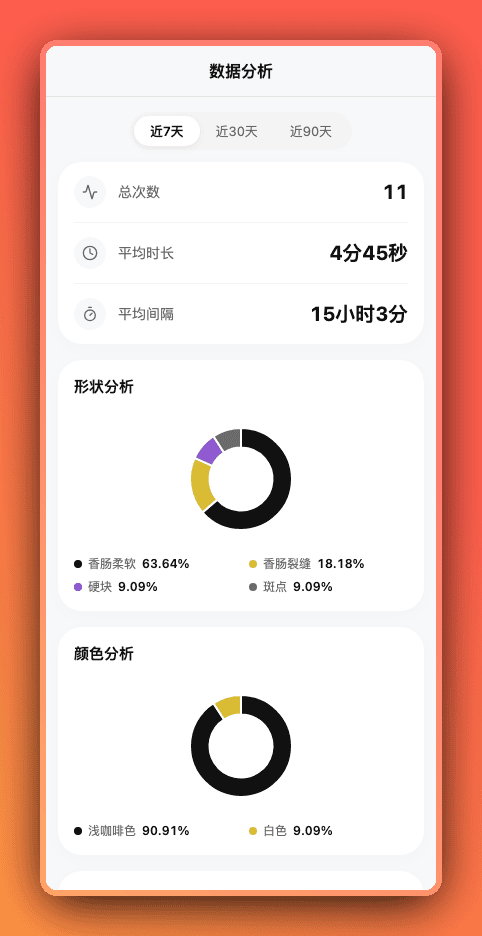 数据分析
近7天 近30天 近90天
总次数 11
平均时长 4分45秒
平均间隔 15小时3分
形状分析
香肠柔软 63.64% 香肠裂缝 18.18%
硬块 9.09% 斑点 9.09%
颜色分析
浅咖啡色 90.91% 白色 9.09%